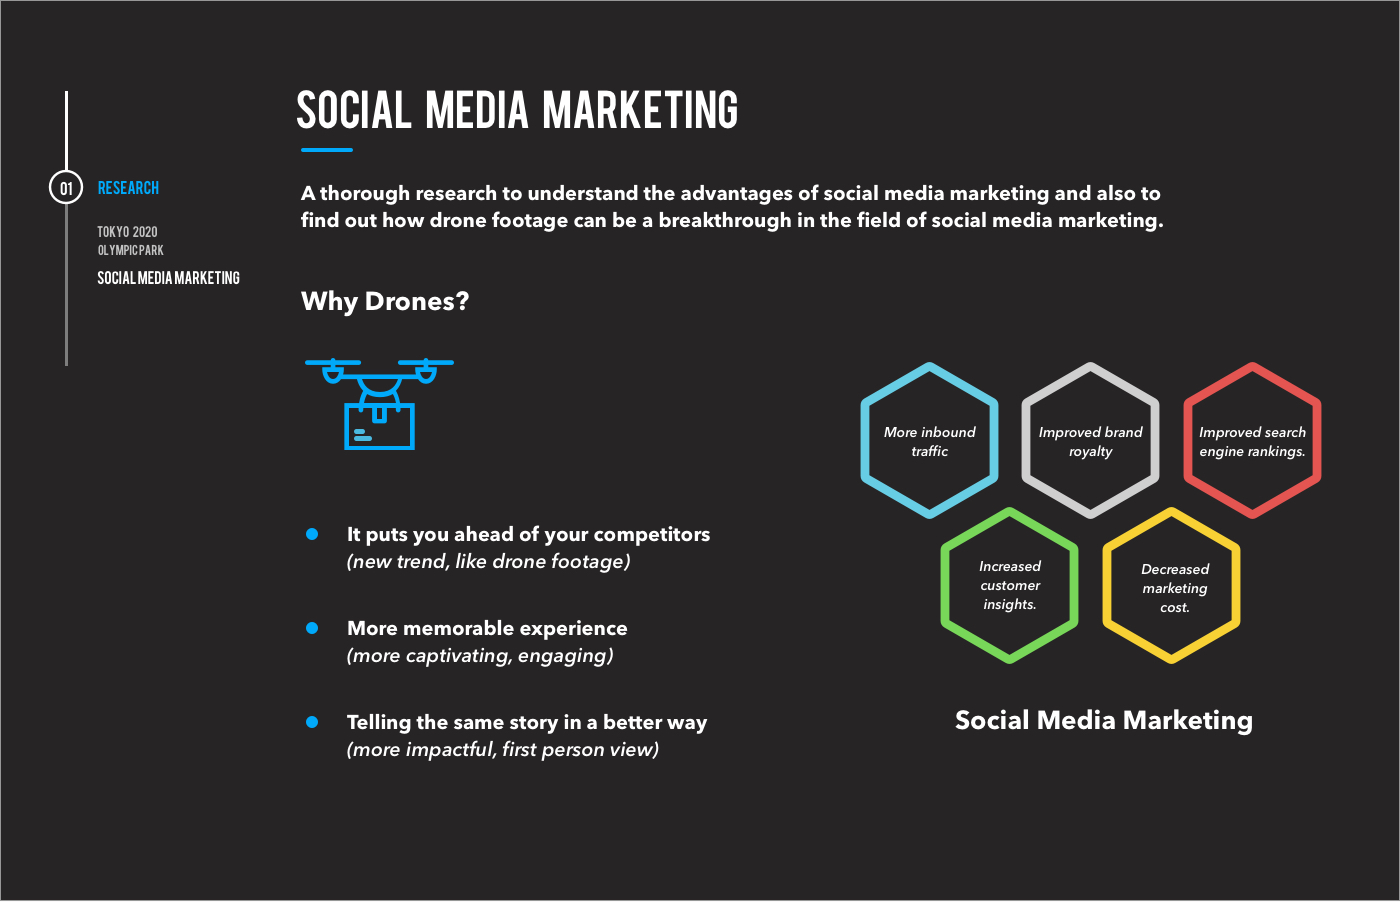 SOCIAL MEDIA MARKETING
01
RESEARCH
TOKYO 2020
OLYMPIC PARK
SOCIAL MEDIA MARKETING
A thorough research to understand the advantages of social media marketing and also to
find out how drone footage can be a breakthrough in the field of social media marketing.
Why Drones?
It puts you ahead of your competitors
(new trend, like drone footage)
More memorable experience
(more captivating, engaging)
Telling the same story in a better way
(more impactful, first person view)
More inbound
traffic
Improved brand
royalty
Improved search
engine rankings.
Increased
customer
insights.
Decreased
marketing
cost.
Social Media Marketing